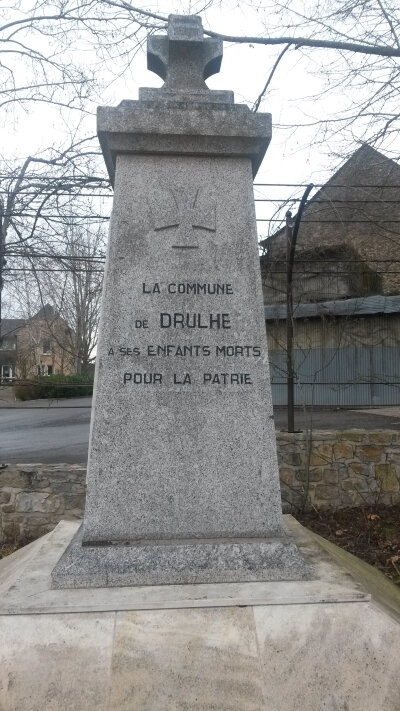 LA COMMUNE
DE DRULHE
A SES ENFANTS MORTS
POUR LA PATRIE